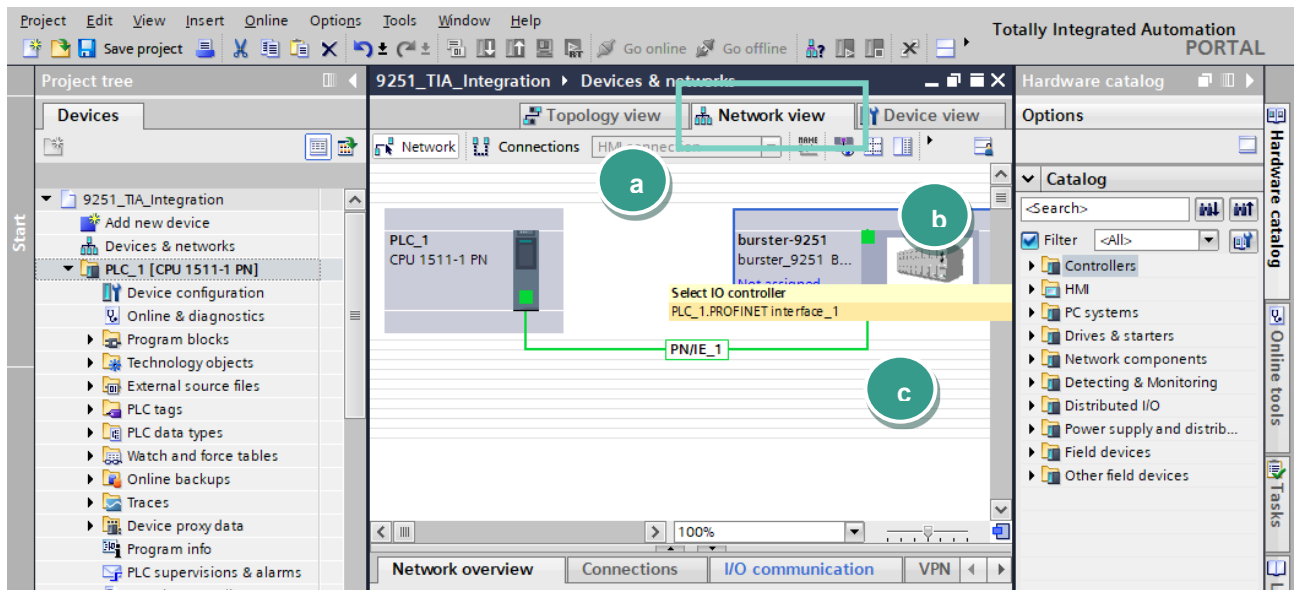 Project Edit View Insert Online Options Tools Window Help
Totally Integrated Automation
PORTAL
Save project
Go online
Go offline
Project tree
9251_TIA_Integration ▸ Devices & networks
Hardware catalog
Devices
Topology view
Network view
Device view
Options
Network
Connections
HMI connection
Start
9251_TIA_Integration
Add new device
Devices & networks
PLC_1 [CPU 1511-1 PN]
Device configuration
Online & diagnostics
Program blocks
Technology objects
External source files
PLC tags
PLC data types
Watch and force tables
Online backups
Traces
Device proxy data
Program info
PLC supervisions & alarms
a
b
c
PLC_1
CPU 1511-1 PN
burster-9251
burster_9251 B...
Not assigned
Select IO controller
PLC_1.PROFINET interface_1
PN/IE_1
100%
Network overview
Connections
I/O communication
VPN
Catalog
<Search>
Filter
<All>
Controllers
HMI
PC systems
Drives & starters
Network components
Detecting & Monitoring
Distributed I/O
Power supply and distrib...
Field devices
Other field devices
Hardware catalog
Online tools
Tasks